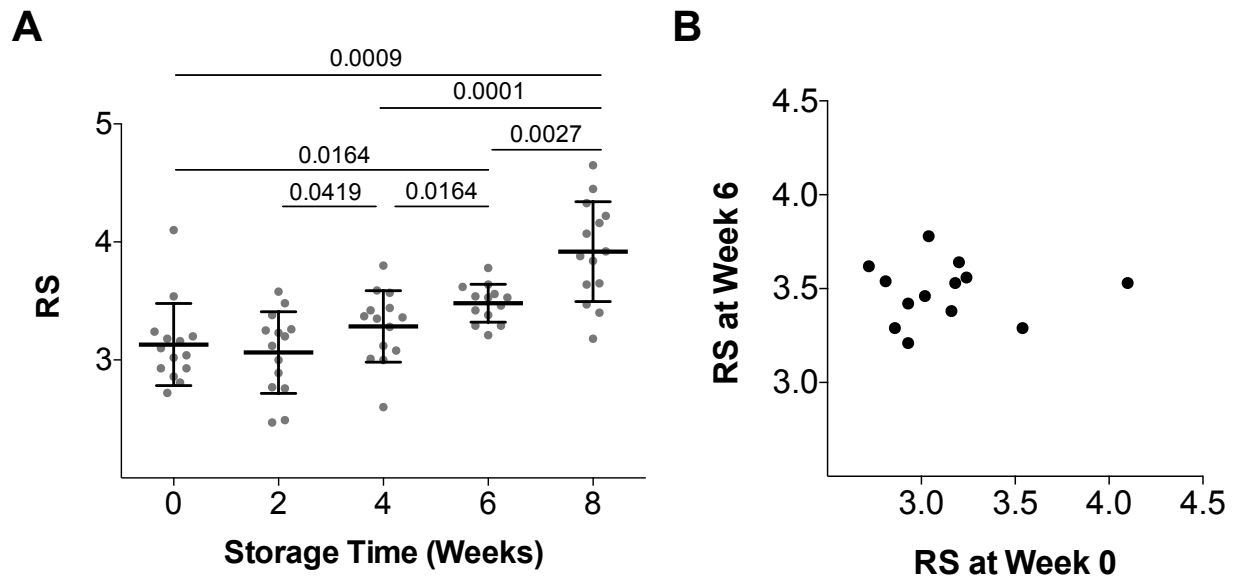 A
0.0009
0.0001
0.0027
0.0164
0.0419
0.0164
5
4
3
RS
0 2 4 6 8
Storage Time (Weeks)
B
4.5
4.0
3.5
3.0
RS at Week 6
3.0 3.5 4.0 4.5
RS at Week 0